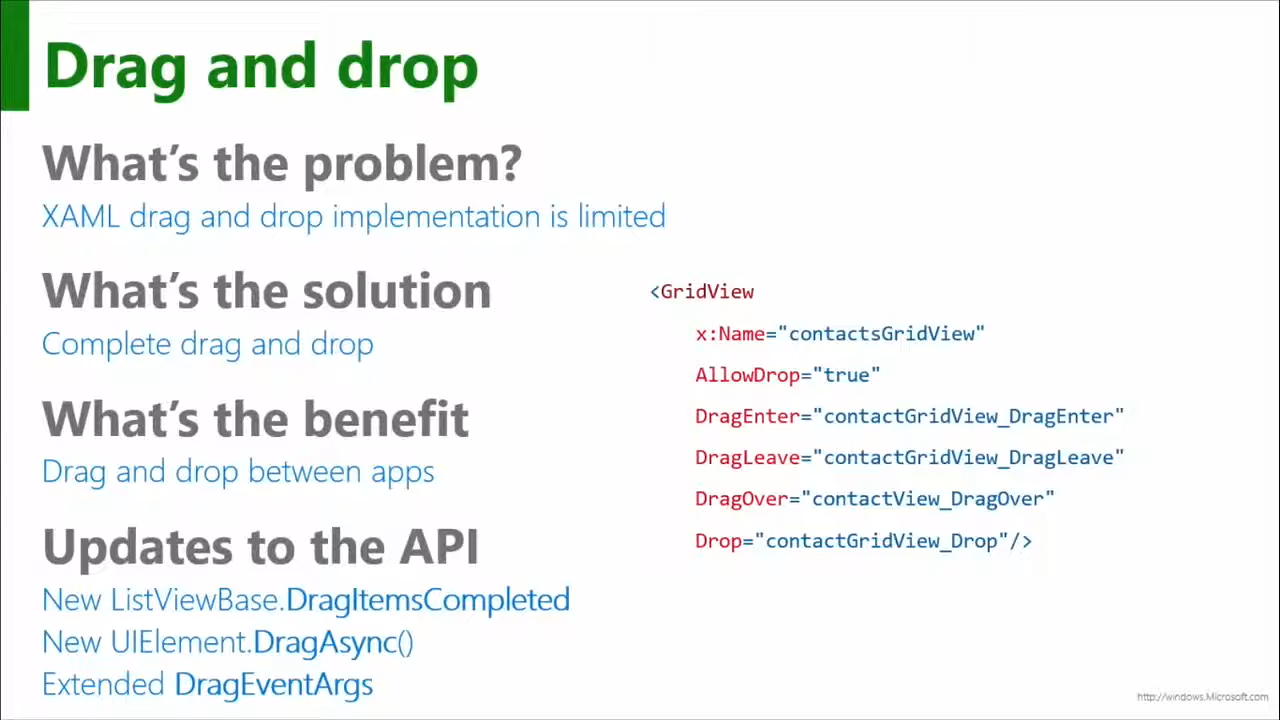 Drag and drop
What's the problem?
XAML drag and drop implementation is limited
What's the solution
Complete drag and drop
What's the benefit
Drag and drop between apps
Updates to the API
New ListViewBase.DragItemsCompleted
New UIElement.DragAsync()
Extended DragEventArgs
<GridView
x:Name="contactsGridView"
AllowDrop="true"
DragEnter="contactGridView_DragEnter"
DragLeave="contactGridView_DragLeave"
DragOver="contactView_DragOver"
Drop="contactGridView_Drop"/>
http://windows.Microsoft.com